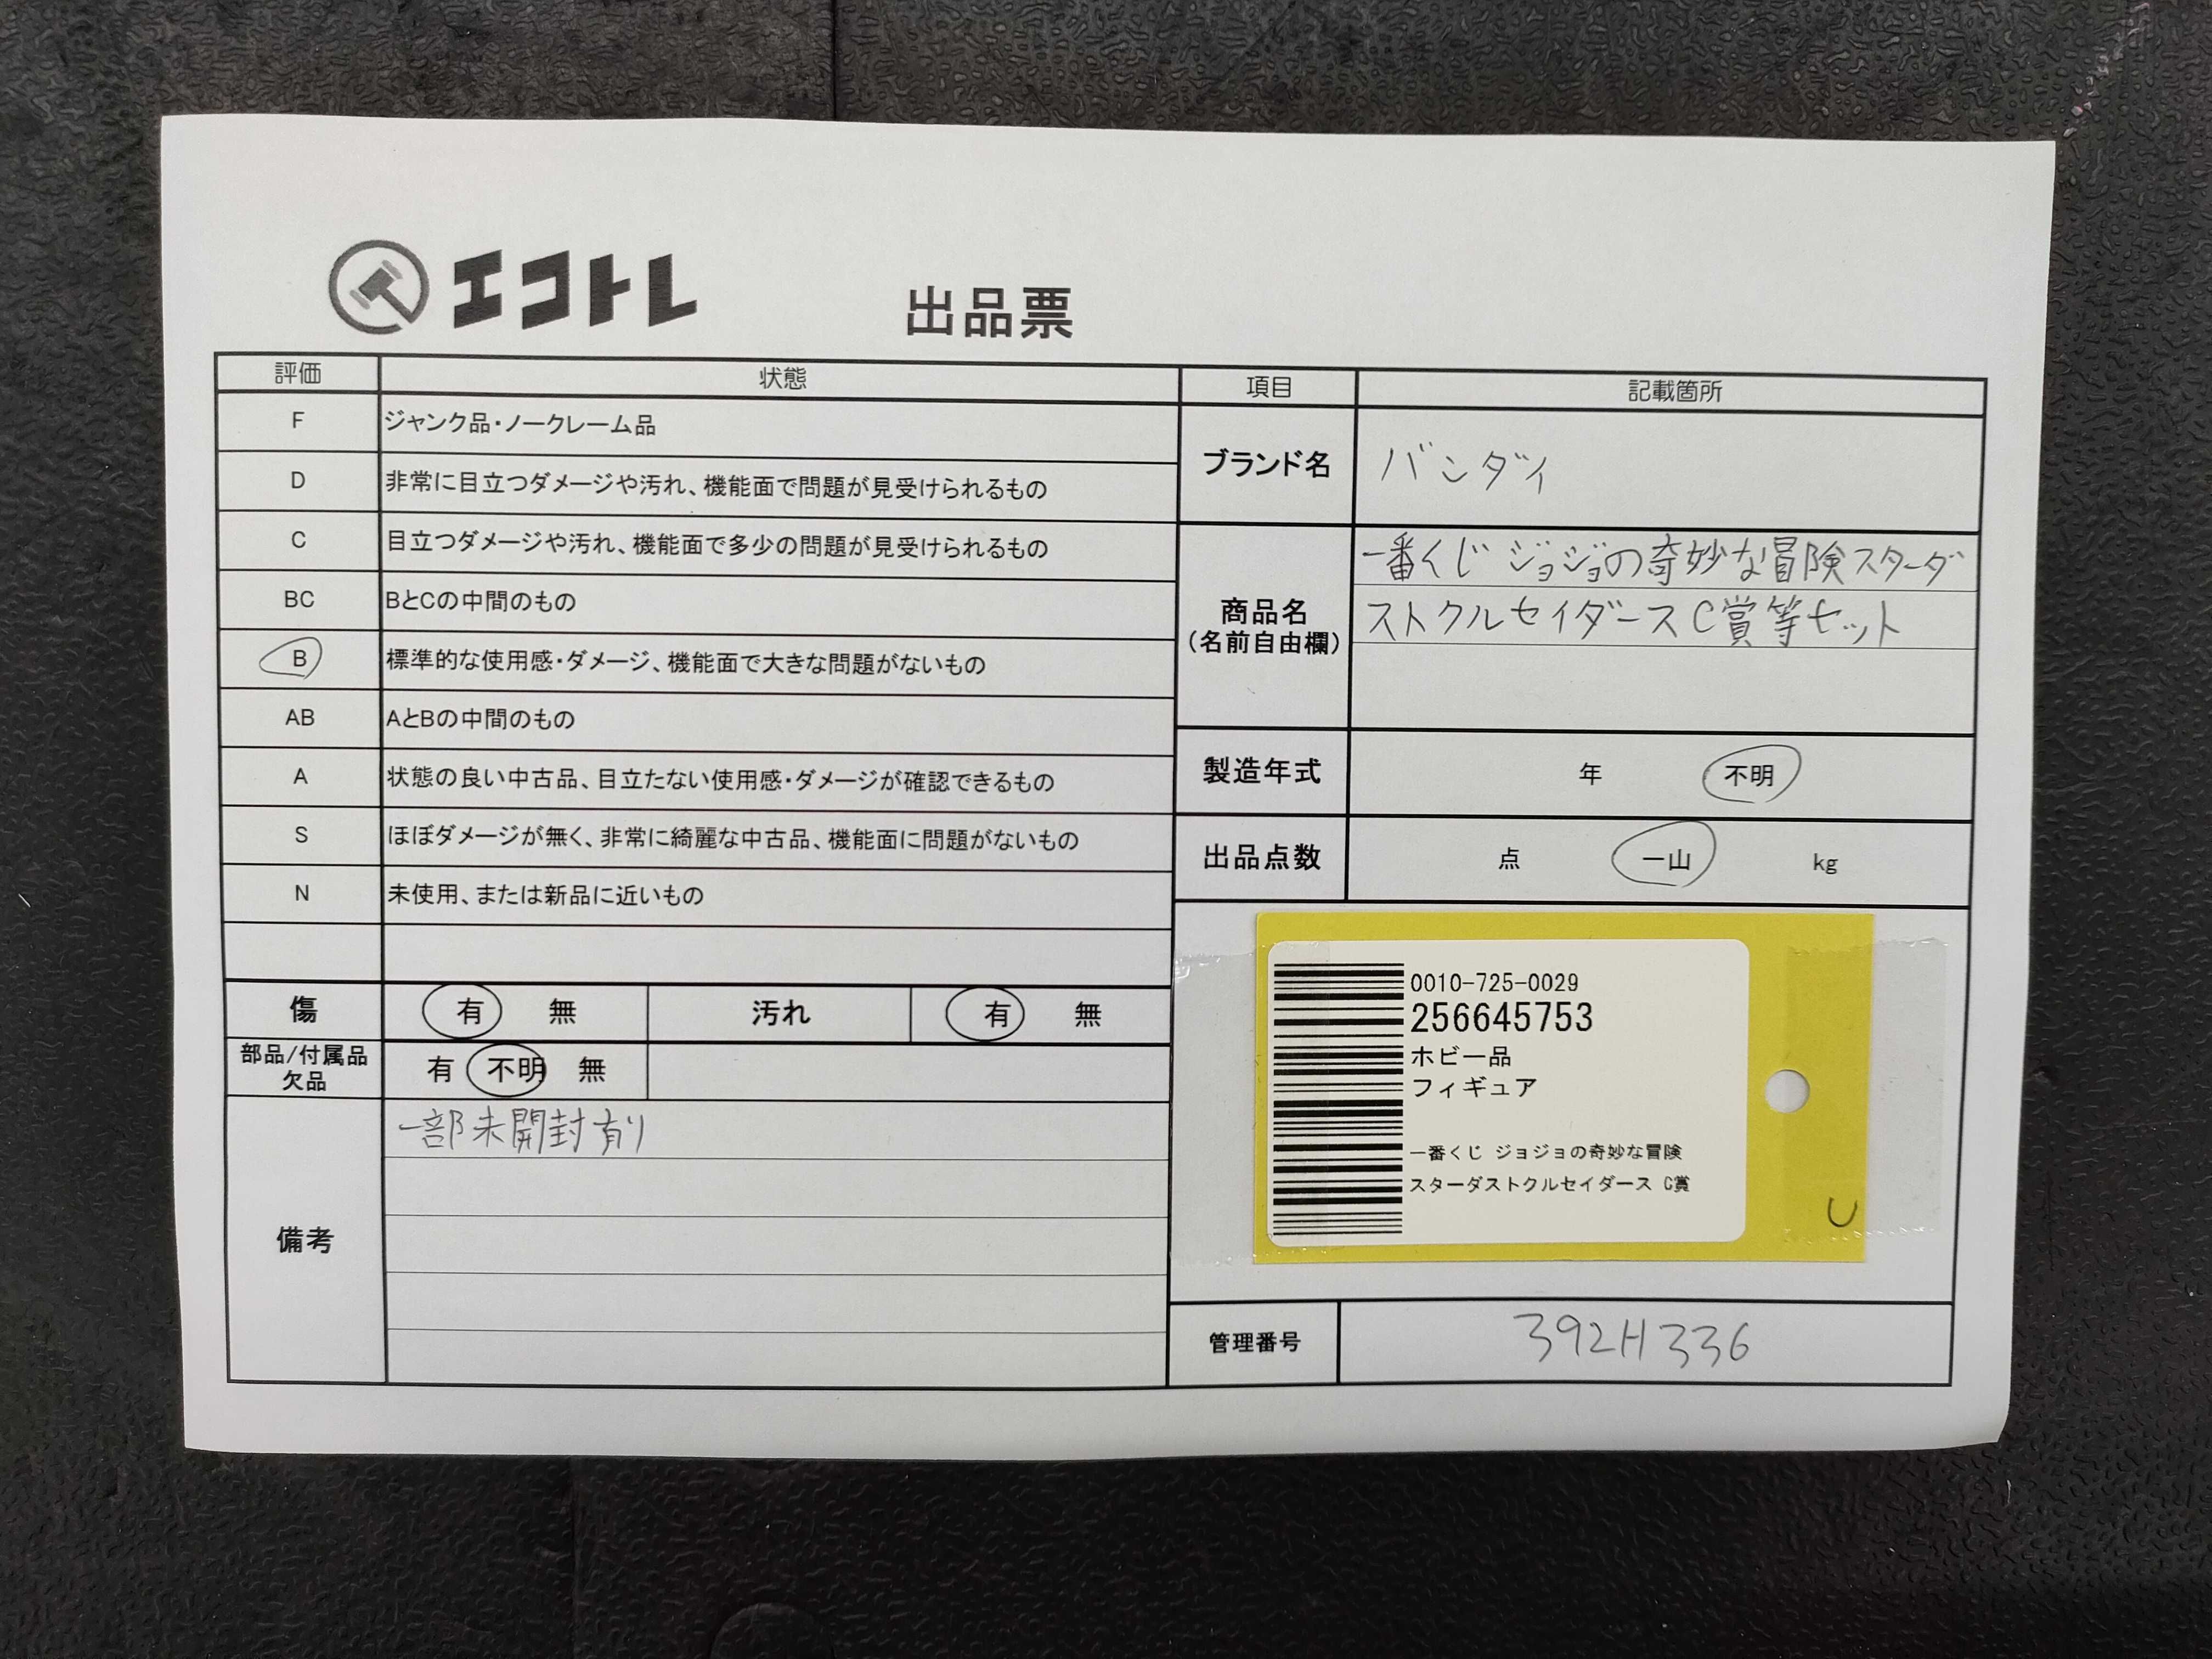 エコトレ
出品票
評価 状態
F ジャンク品・ノークレーム品
D 非常に目立つダメージや汚れ、機能面で問題が見受けられるもの
C 目立つダメージや汚れ、機能面で多少の問題が見受けられるもの
BC BとCの中間のもの
B 標準的な使用感・ダメージ、機能面で大きな問題がないもの
AB AとBの中間のもの
A 状態の良い中古品、目立たない使用感・ダメージが確認できるもの
S ほぼダメージが無く、非常に綺麗な中古品、機能面に問題がないもの
N 未使用、または新品に近いもの
傷 有 無 汚れ 有 無
部品/付属品
欠品
有 不明 無
備考
一部未開封有り
項目 記載箇所
ブランド名 バンダイ
商品名
(名前自由欄)
一番くじ ジョジョの奇妙な冒険スターダ
ストクルセイダースC賞等セット
製造年式 年 不明
出品点数 点 一山 kg
0010-725-0029
256645753
ホビー品
フィギュア
一番くじ ジョジョの奇妙な冒険
スターダストクルセイダース C賞
管理番号 392H336